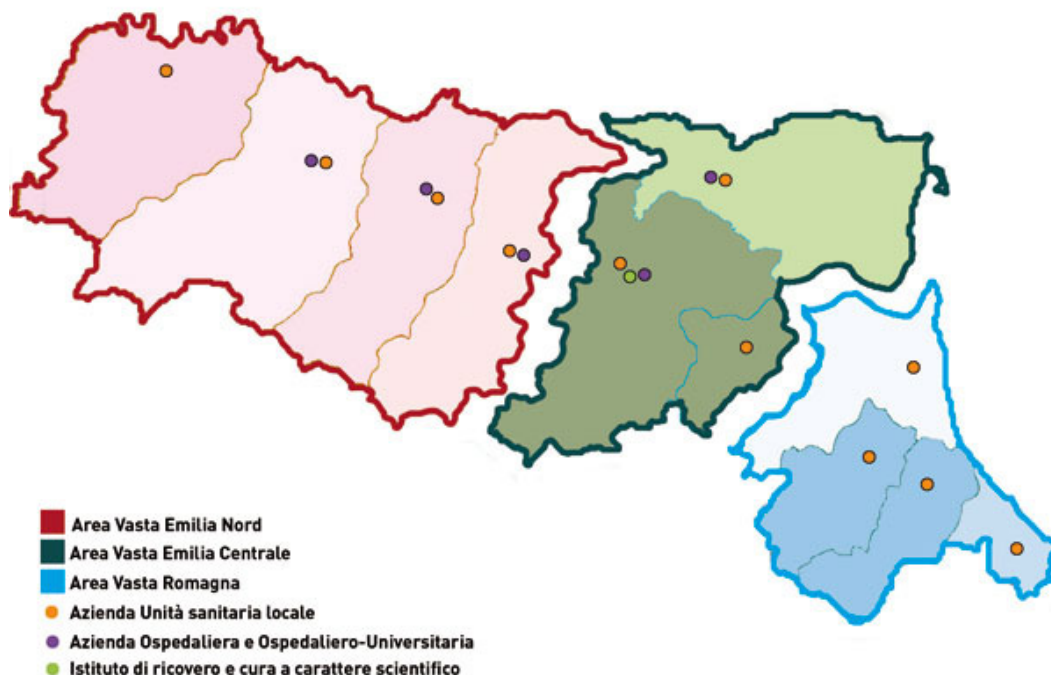 Area Vasta Emilia Nord
Area Vasta Emilia Centrale
Area Vasta Romagna
Azienda Unità sanitaria locale
Azienda Ospedaliera e Ospedaliero-Universitaria
Istituto di ricovero e cura a carattere scientifico